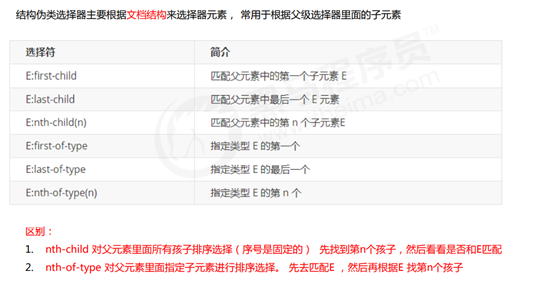 结构伪类选择器主要根据文档结构来选择器元素， 常用于根据父级选择器里面的子元素
选择符 简介
E:first-child 匹配父元素中的第一个子元素 E
E:last-child 匹配父元素中最后一个 E 元素
E:nth-child(n) 匹配父元素中的第 n 个子元素E
E:first-of-type 指定类型 E 的第一个
E:last-of-type 指定类型 E 的最后一个
E:nth-of-type(n) 指定类型 E 的第 n 个
区别：
1. nth-child 对父元素里面所有孩子排序选择（序号是固定的） 先找到第n个孩子，然后看看是否和E匹配
2. nth-of-type 对父元素里面指定子元素进行排序选择。 先去匹配E ，然后再根据E 找第n个孩子